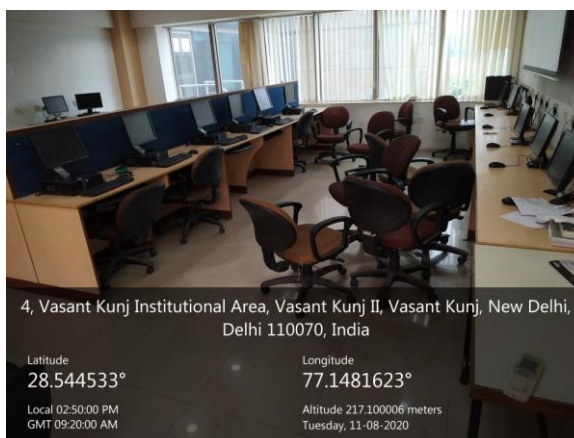 4, Vasant Kunj Institutional Area, Vasant Kunj II, Vasant Kunj, New Delhi,
Delhi 110070, India
Latitude
28.544533°
Longitude
77.1481623°
Local 02:50:00 PM
GMT 09:20:00 AM
Altitude 217.100006 meters
Tuesday, 11-08-2020